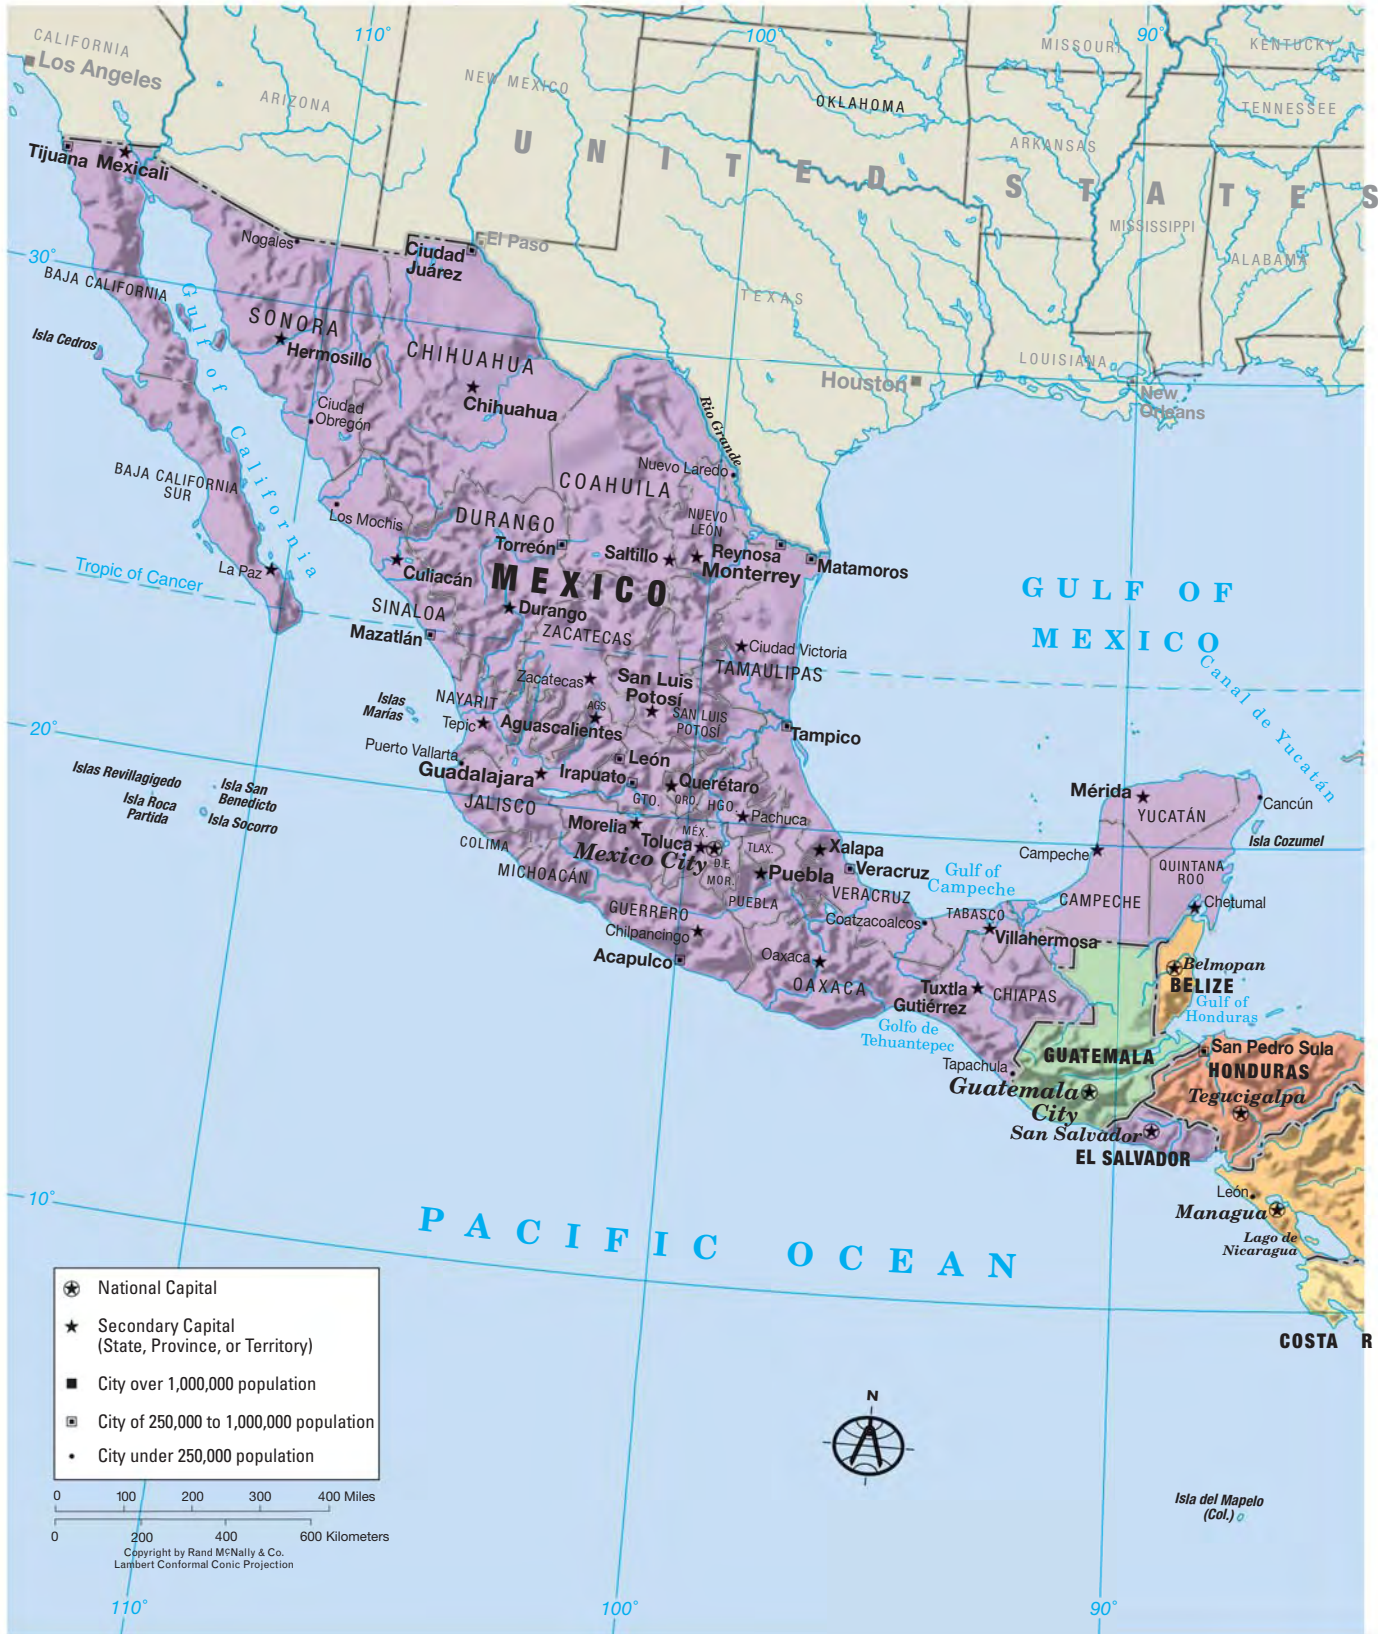 110°
100°
90°
CALIFORNIA
Los Angeles
ARIZONA
NEW MEXICO
OKLAHOMA
MISSOURI
KENTUCKY
TENNESSEE
ARKANSAS
UNITED STATES
MISSISSIPPI
ALABAMA
TEXAS
LOUISIANA
Houston
New
Orleans
El Paso
Tijuana
Mexicali
Nogales
Ciudad
Juárez
30°
BAJA CALIFORNIA
Gulf of California
Isla Cedros
SONORA
Hermosillo
CHIHUAHUA
Chihuahua
Ciudad
Obregón
Rio Grande
Nuevo Laredo
COAHUILA
BAJA CALIFORNIA
SUR
Los Mochis
DURANGO
NUEVO
LEÓN
Torreón
Saltillo
Reynosa
Monterrey
Matamoros
La Paz
Tropic of Cancer
Culiacán
MEXICO
GULF OF
MEXICO
Canal de Yucatán
SINALOA
Durango
Mazatlán
ZACATECAS
Ciudad Victoria
TAMAULIPAS
Zacatecas
San Luis
Potosí
SAN LUIS
POTOSÍ
NAYARIT
Islas
Marías
AGS
Tepic
Aguascalientes
Tampico
20°
Puerto Vallarta
León
Guadalajara
Irapuato
Querétaro
Islas Revillagigedo
Isla San
Benedicto
Isla Roca
Partida
Isla Socorro
JALISCO
GTO.
QRO.
HGO.
Pachuca
Morelia
MÉX.
Toluca
Mexico City
D.F.
TLAX.
MOR.
Xalapa
COLIMA
MICHOACÁN
Puebla
PUEBLA
Veracruz
VERACRUZ
Gulf of
Campeche
Mérida
YUCATÁN
Cancún
Isla Cozumel
Campeche
QUINTANA
ROO
CAMPECHE
Chetumal
GUERRERO
Chilpancingo
Acapulco
Coatzacoalcos
TABASCO
Villahermosa
Oaxaca
OAXACA
Tuxtla
Gutiérrez
CHIAPAS
Belmopan
BELIZE
Gulf of
Honduras
Golfo de
Tehuantepec
Tapachula
GUATEMALA
Guatemala
City
San Pedro Sula
HONDURAS
Tegucigalpa
San Salvador
EL SALVADOR
León
Managua
Lago de
Nicaragua
COSTA R
10°
PACIFIC OCEAN
National Capital
Secondary Capital
(State, Province, or Territory)
City over 1,000,000 population
City of 250,000 to 1,000,000 population
City under 250,000 population
0 100 200 300 400 Miles
0 200 400 600 Kilometers
Copyright by Rand McNally & Co.
Lambert Conformal Conic Projection
N
Isla del Mapelo
(Col.)
110°
100°
90°